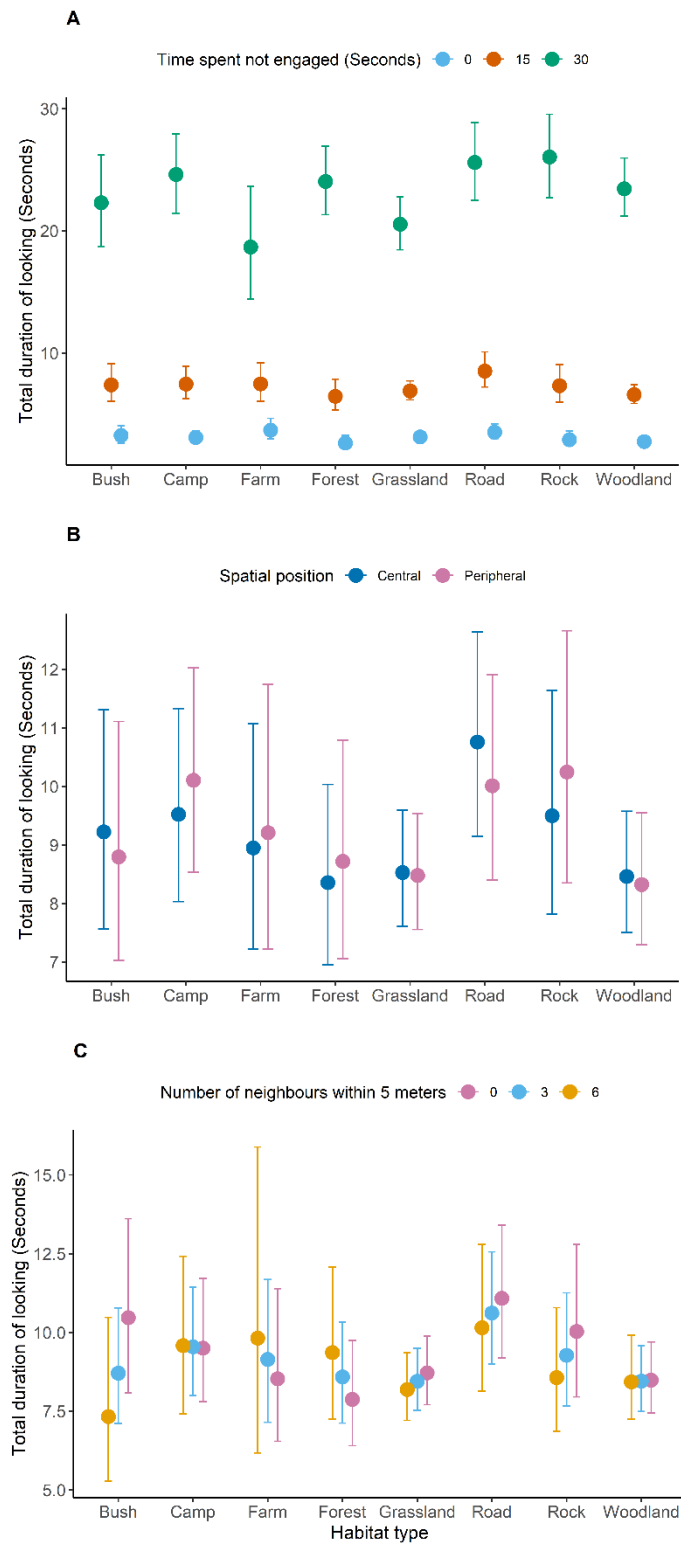 A
Time spent not engaged (Seconds) 0 15 30
Total duration of looking (Seconds)
30
20
10
Bush Camp Farm Forest Grassland Road Rock Woodland
B
Spatial position Central Peripheral
Total duration of looking (Seconds)
12
11
10
9
8
7
Bush Camp Farm Forest Grassland Road Rock Woodland
C
Number of neighbours within 5 meters 0 3 6
Total duration of looking (Seconds)
15.0
12.5
10.0
7.5
5.0
Bush Camp Farm Forest Grassland Road Rock Woodland
Habitat type